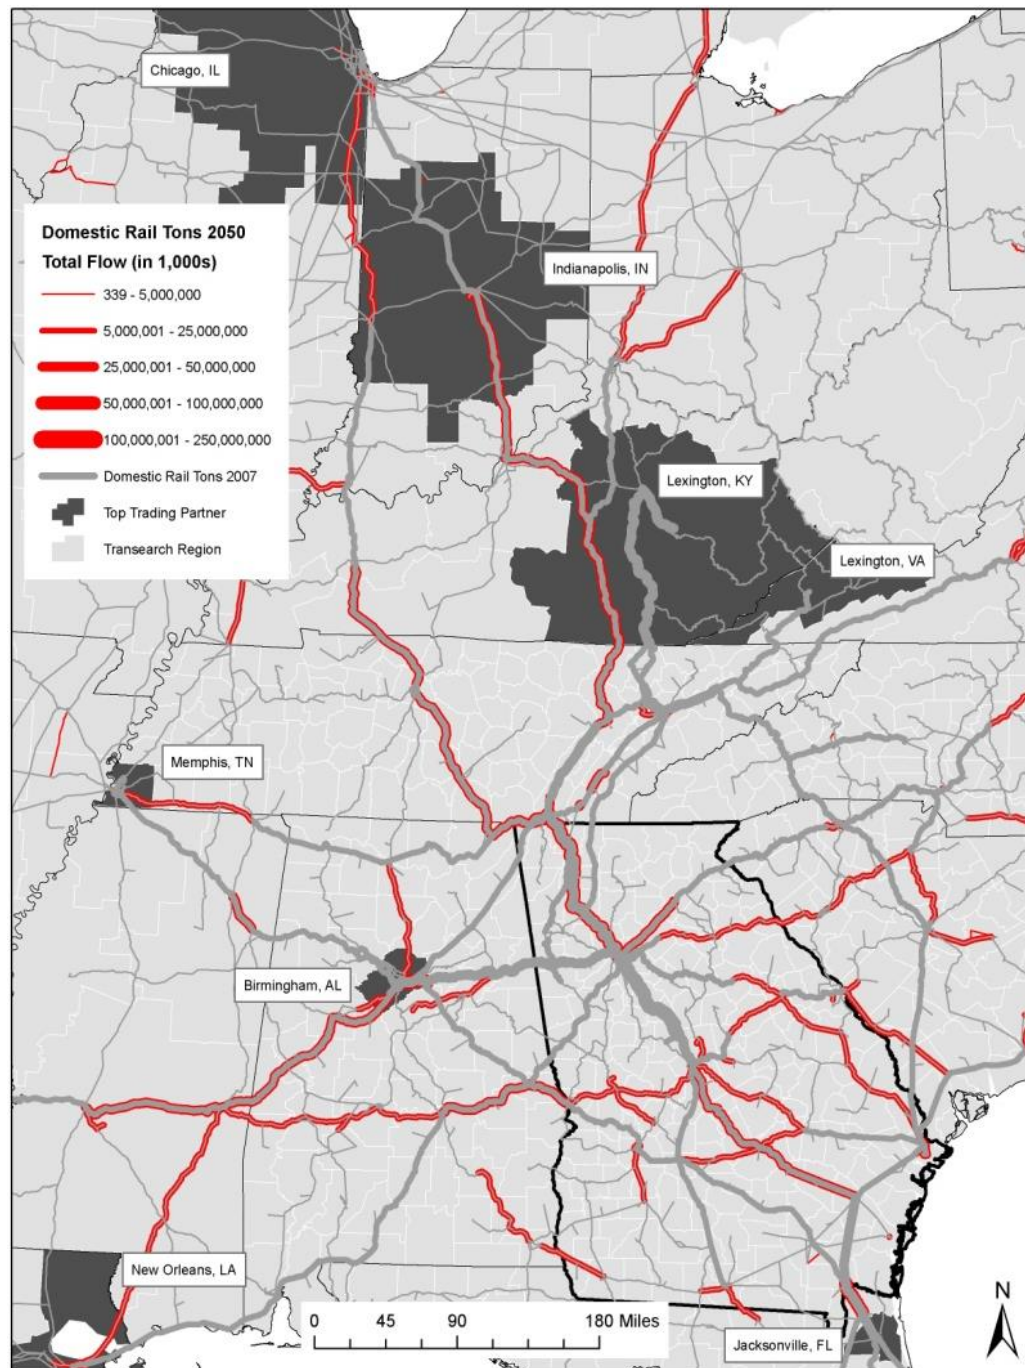 Chicago, IL
Domestic Rail Tons 2050
Total Flow (in 1,000s)
339 - 5,000,000
5,000,001 - 25,000,000
25,000,001 - 50,000,000
50,000,001 - 100,000,000
100,000,001 - 250,000,000
Domestic Rail Tons 2007
Top Trading Partner
Transearch Region
Indianapolis, IN
Lexington, KY
Lexington, VA
Memphis, TN
Birmingham, AL
New Orleans, LA
0 45 90 180 Miles
Jacksonville, FL
N